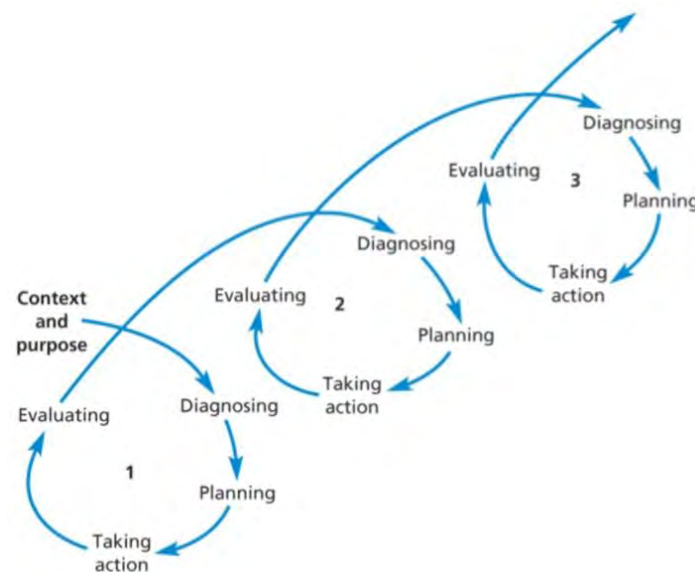 Diagnosing
Evaluating
3
Planning
Taking
action
Diagnosing
Evaluating
2
Planning
Taking
action
Context
and
purpose
Evaluating
Diagnosing
1
Planning
Taking
action